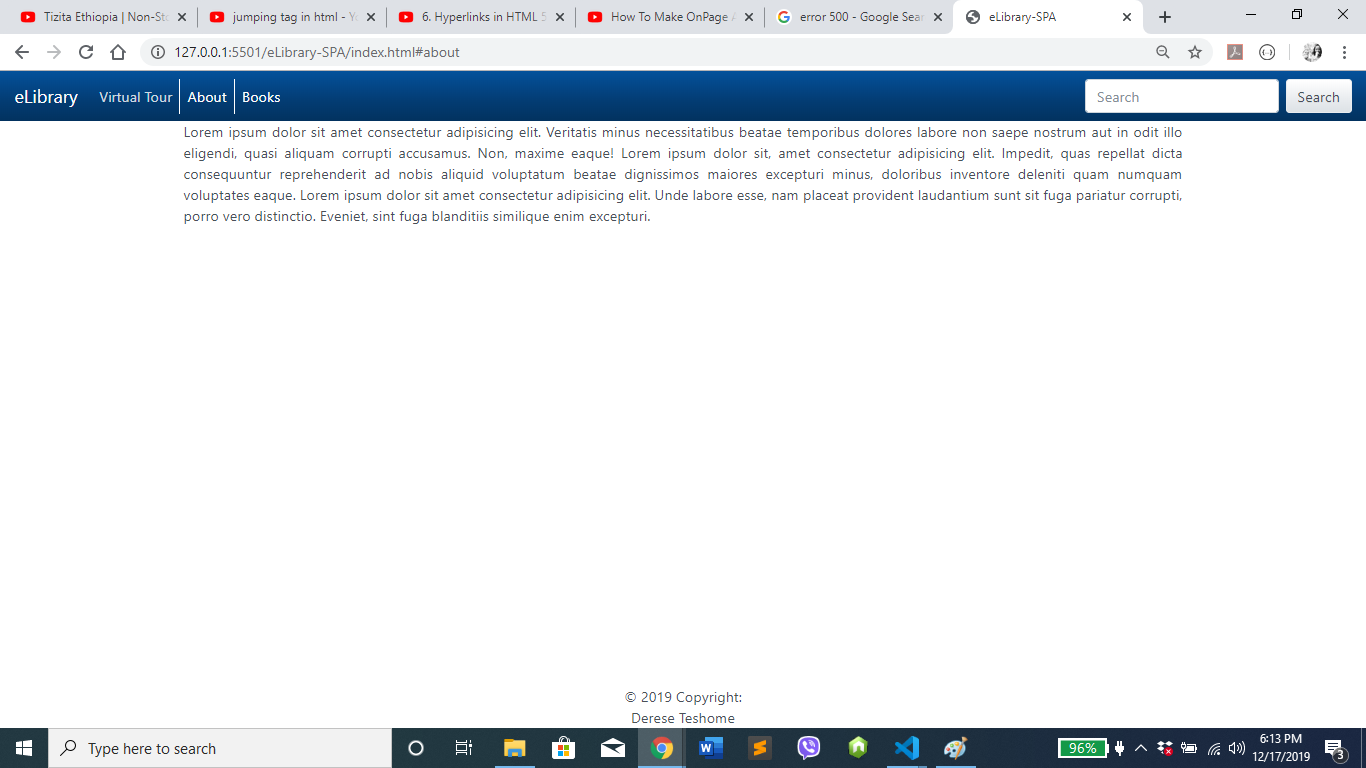 Tizita Ethiopia | Non-Sto
jumping tag in html - Yo
6. Hyperlinks in HTML 5
How To Make OnPage A
error 500 - Google Sear
eLibrary-SPA
127.0.0.1:5501/eLibrary-SPA/index.html#about
eLibrary Virtual Tour About Books Search Search
Lorem ipsum dolor sit amet consectetur adipisicing elit. Veritatis minus necessitatibus beatae temporibus dolores labore non saepe nostrum aut in odit illo
eligendi, quasi aliquam corrupti accusamus. Non, maxime eaque! Lorem ipsum dolor sit, amet consectetur adipisicing elit. Impedit, quas repellat dicta
consequuntur reprehenderit ad nobis aliquid voluptatum beatae dignissimos maiores excepturi minus, doloribus inventore deleniti quam numquam
voluptates eaque. Lorem ipsum dolor sit amet consectetur adipisicing elit. Unde labore esse, nam placeat provident laudantium sunt sit fuga pariatur corrupti,
porro vero distinctio. Eveniet, sint fuga blanditiis similique enim excepturi.
© 2019 Copyright:
Derese Teshome
Type here to search
96%
6:13 PM
12/17/2019
3